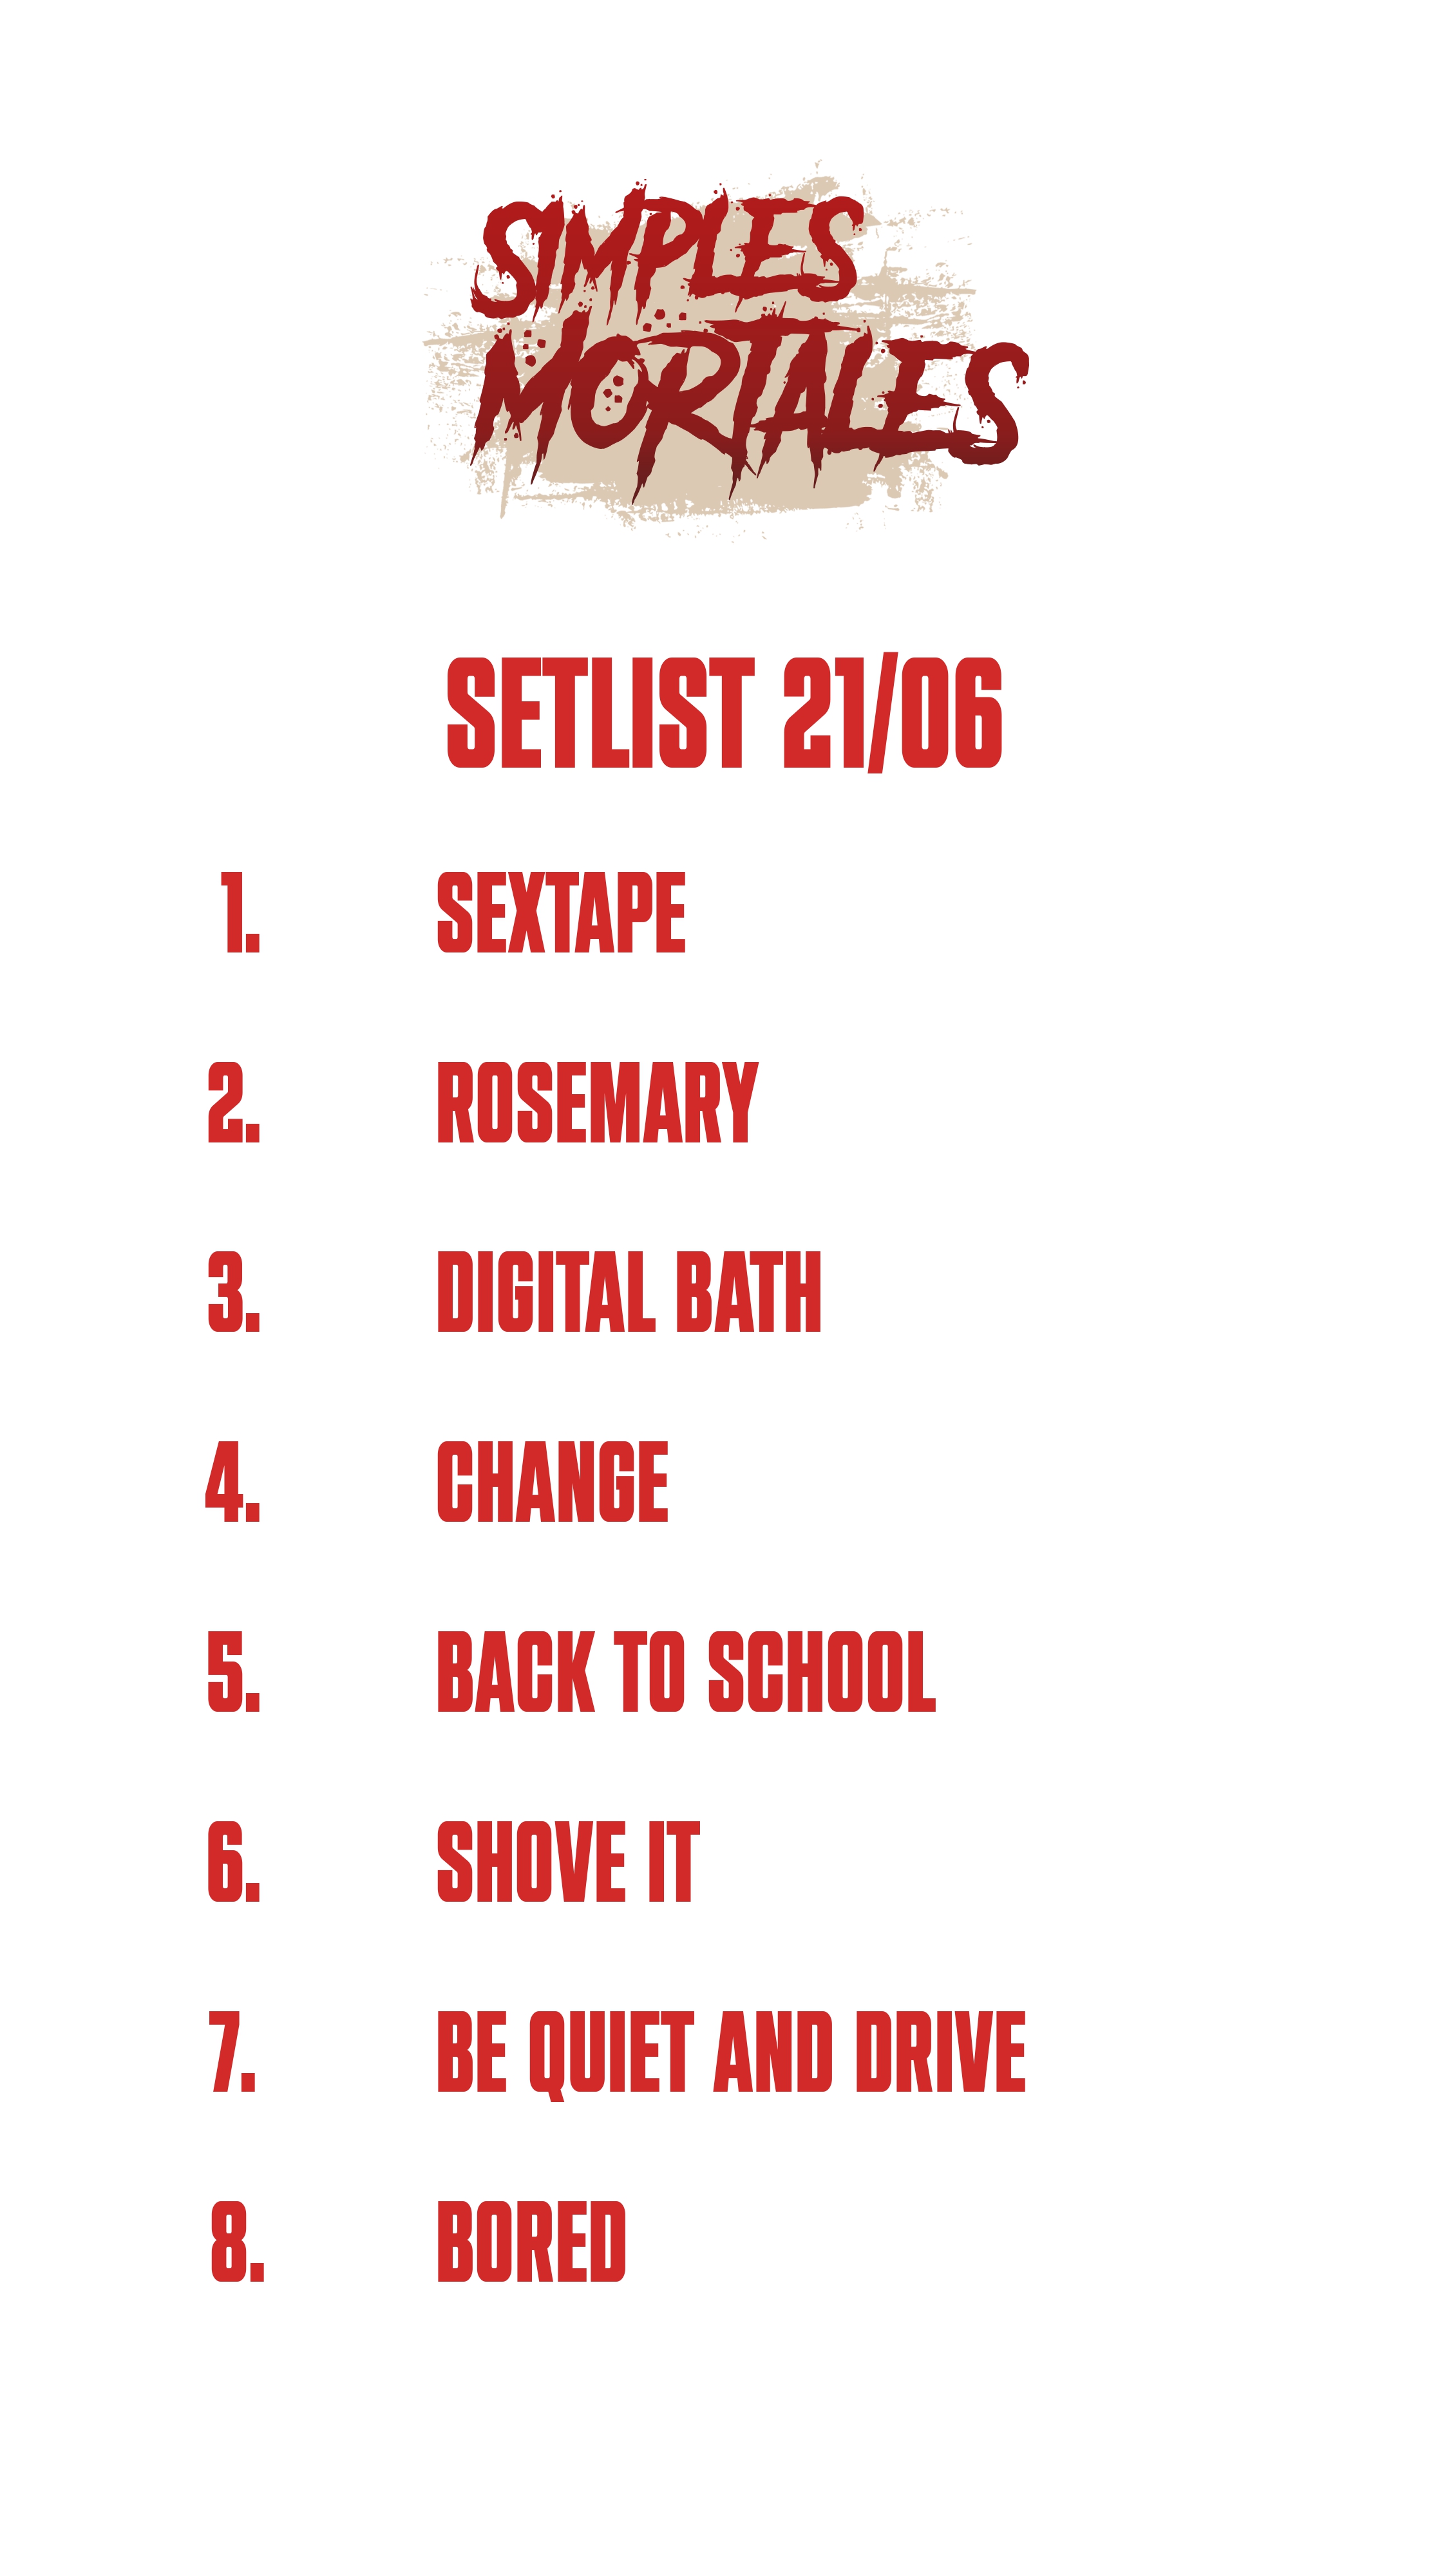 SIMPLES
MORTALES
SETLIST 21/06
1. SEXTAPE
2. ROSEMARY
3. DIGITAL BATH
4. CHANGE
5. BACK TO SCHOOL
6. SHOVE IT
7. BE QUIET AND DRIVE
8. BORED